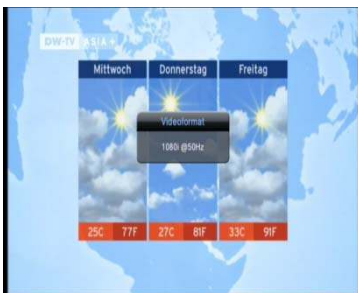 DW-TV ASIA+
Mittwoch Donnerstag Freitag
Videoformat
1080i @50Hz
25C 77F 27C 81F 33C 91F